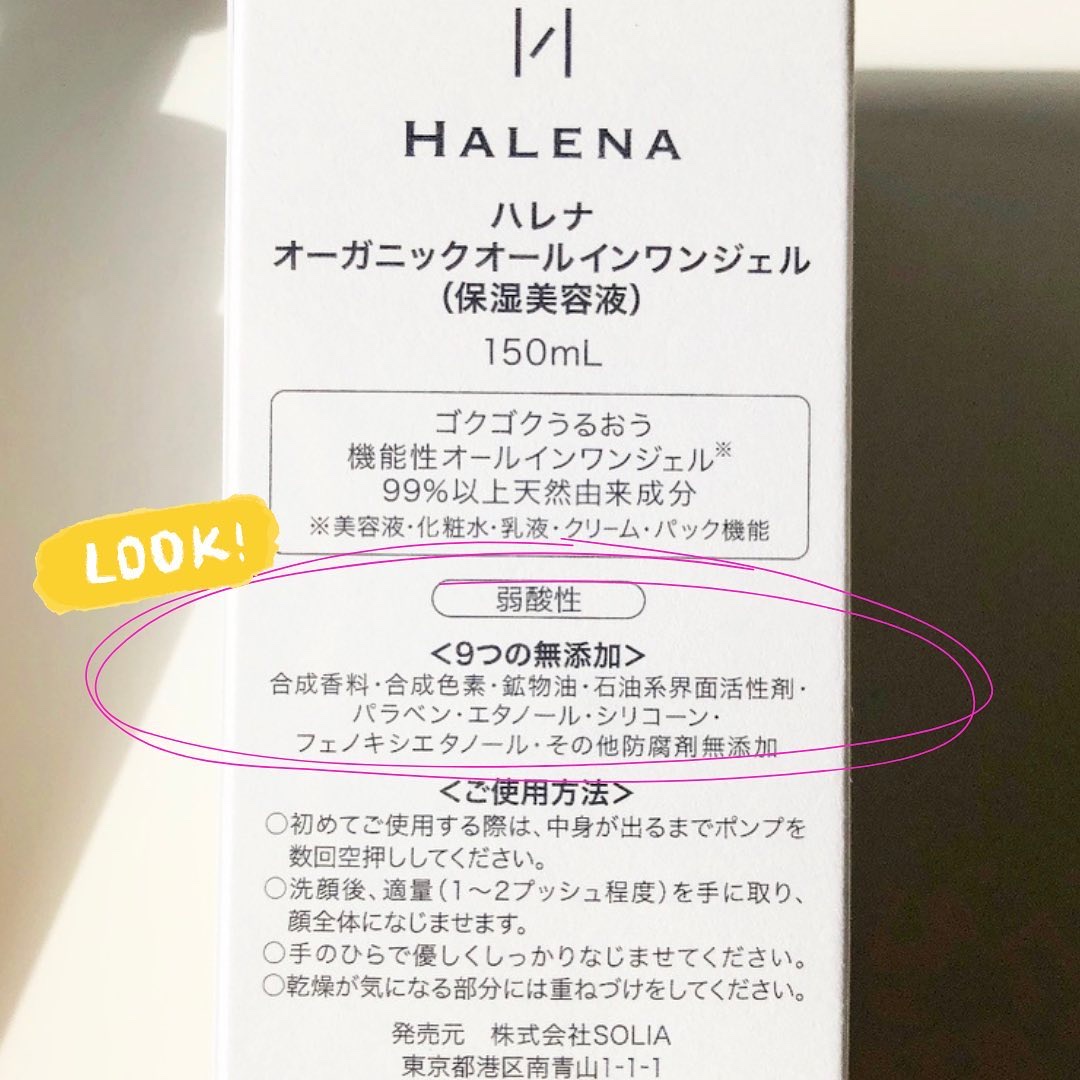 HALENA
ハレナ
オーガニックオールインワンジェル
(保湿美容液)
150mL
ゴクゴクうるおう
機能性オールインワンジェル※
99%以上天然由来成分
※美容液・化粧水・乳液・クリーム・パック機能
LOOK!
弱酸性
<9つの無添加>
合成香料・合成色素・鉱物油・石油系界面活性剤・
パラベン・エタノール・シリコーン・
フェノキシエタノール・その他防腐剤無添加
<ご使用方法>
○初めてご使用する際は、中身が出るまでポンプを
数回空押ししてください。
○洗顔後、適量(1〜2プッシュ程度)を手に取り、
顔全体になじませます。
○手のひらで優しくしっかりなじませてください。
○乾燥が気になる部分には重ねづけをしてください。
発売元 株式会社SOLIA
東京都港区南青山1-1-1